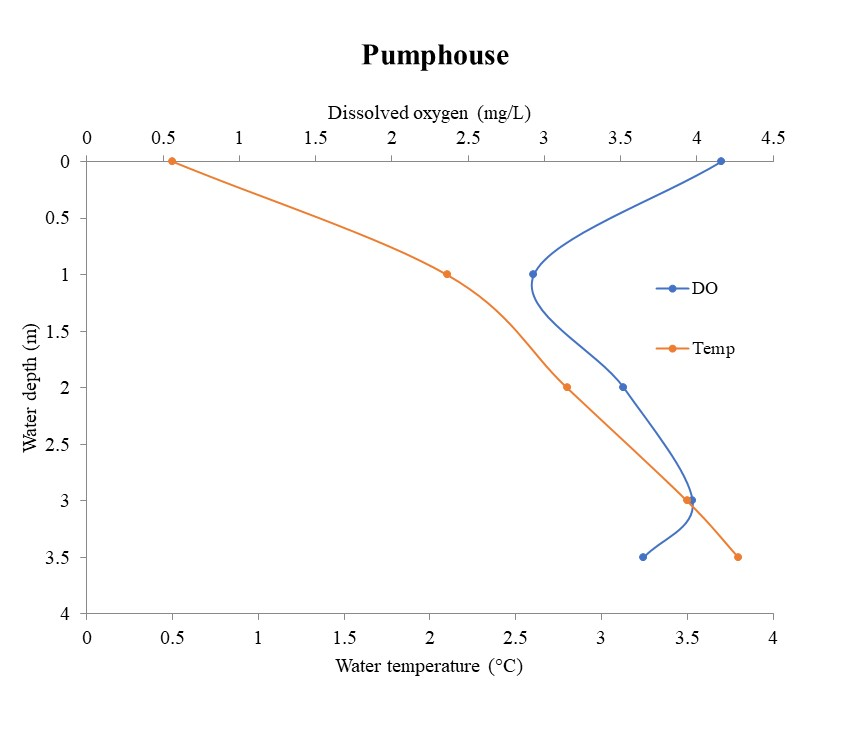 Pumphouse
Dissolved oxygen (mg/L)
0 0.5 1 1.5 2 2.5 3 3.5 4 4.5
0
0.5
1
1.5
2
2.5
3
3.5
4
Water depth (m)
DO
Temp
0 0.5 1 1.5 2 2.5 3 3.5 4
Water temperature (°C)